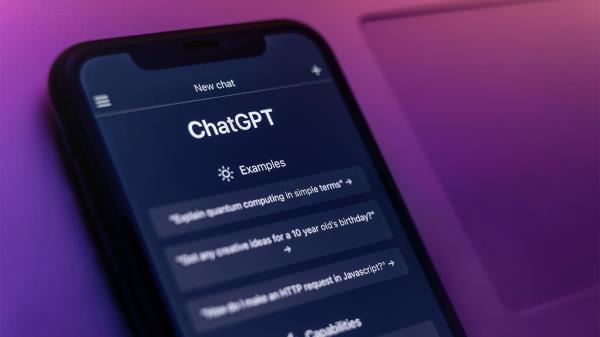 New chat
+
ChatGPT
Examples
"Explain quantum computing in simple terms" →
"Got any creative ideas for a 10 year old's birthday?"
→
"How do I make an HTTP request in Javascript?" →
Capabilities